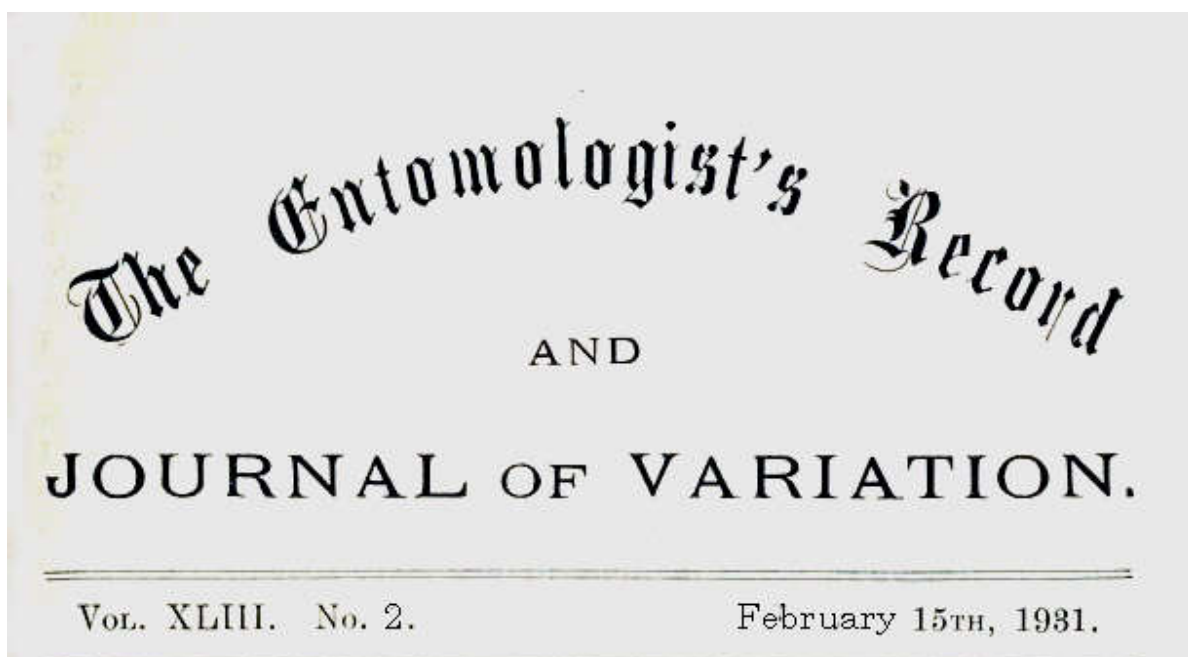 The Entomologist's Record
AND
JOURNAL OF VARIATION.
VOL. XLIII. No. 2. February 15TH, 1931.